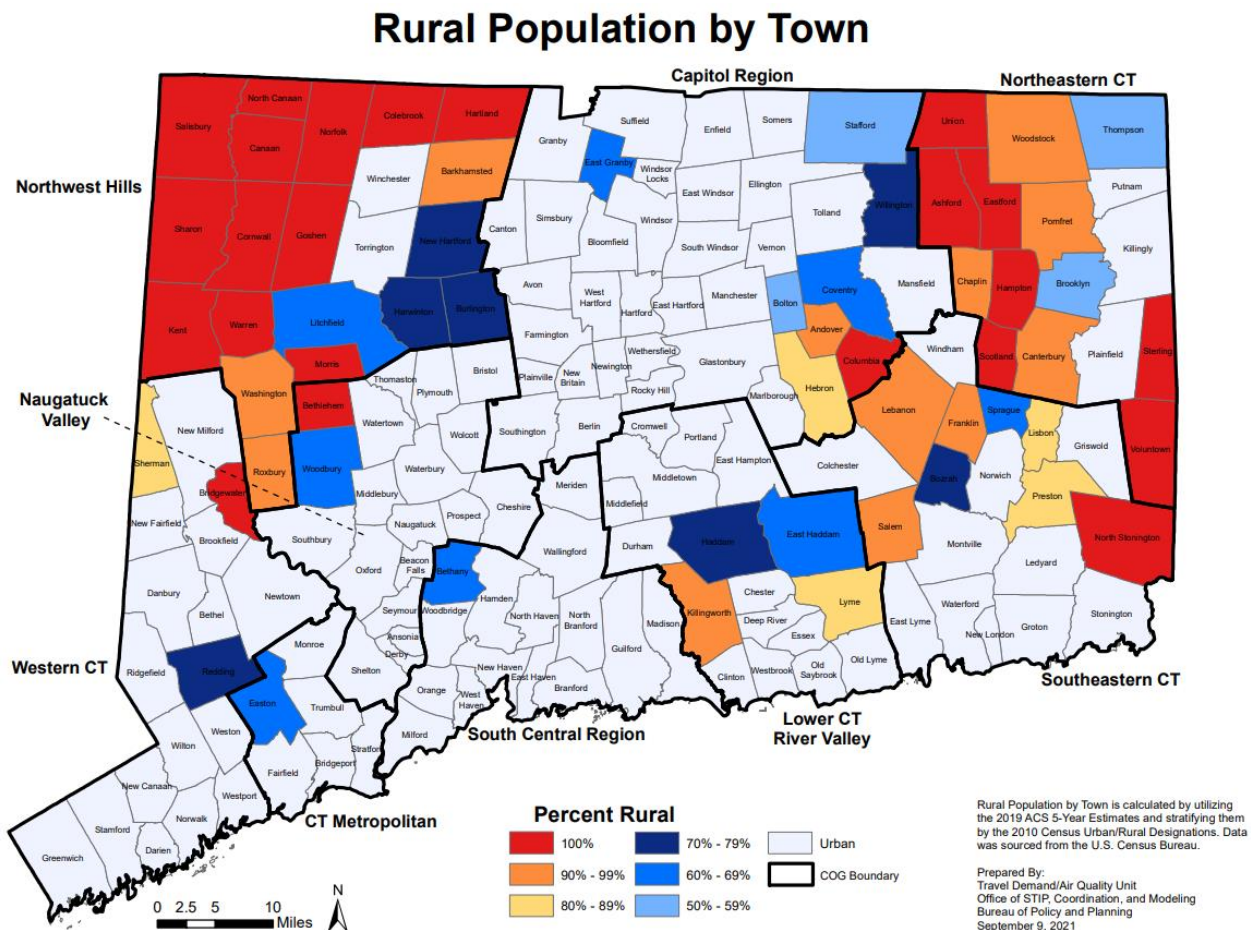 Rural Population by Town
Capitol Region
Northeastern CT
Northwest Hills
Naugatuck
Valley
Western CT
CT Metropolitan
South Central Region
Lower CT
River Valley
Southeastern CT
North Canaan
Salisbury
Canaan
Norfolk
Colebrook
Hartland
Winchester
Barkhamsted
Sharon
Cornwall
Goshen
Torrington
New Hartford
Kent
Warren
Litchfield
Harwinton
Burlington
Morris
Washington
Roxbury
Granby
Suffield
East Granby
Windsor
Locks
Enfield
Somers
Stafford
East Windsor
Ellington
Tolland
Willington
Canton
Simsbury
Bloomfield
Windsor
South Windsor
Vernon
Coventry
Mansfield
Avon
West
Hartford
Hartford
East Hartford
Manchester
Bolton
Andover
Columbia
Farmington
Plainville
New
Britain
Newington
Wethersfield
Rocky Hill
Glastonbury
Hebron
Marlborough
Southington
Berlin
Union
Woodstock
Thompson
Ashford
Eastford
Pomfret
Putnam
Killingly
Chaplin
Hampton
Brooklyn
Scotland
Canterbury
Plainfield
Sterling
Voluntown
Thomaston
Plymouth
Bristol
Bethlehem
Watertown
Wolcott
Woodbury
Waterbury
Middlebury
Naugatuck
Prospect
Cheshire
Southbury
Oxford
Beacon
Falls
Seymour
Ansonia
Derby
Shelton
Sherman
New Milford
Bridgewater
New Fairfield
Brookfield
Danbury
Bethel
Newtown
Ridgefield
Redding
Wilton
Weston
New Canaan
Westport
Norwalk
Darien
Stamford
Greenwich
Monroe
Easton
Trumbull
Stratford
Bridgeport
Fairfield
Meriden
Wallingford
Bethany
Woodbridge
Hamden
North Haven
North
Branford
Guilford
Madison
New Haven
East Haven
Branford
Orange
West
Haven
Milford
Cromwell
Portland
East Hampton
Middletown
Middlefield
Durham
Haddam
East Haddam
Killingworth
Chester
Deep River
Essex
Lyme
Clinton
Westbrook
Old
Saybrook
Old Lyme
Windham
Lebanon
Franklin
Sprague
Lisbon
Griswold
Colchester
Bozrah
Norwich
Preston
Salem
Montville
Ledyard
North Stonington
East Lyme
Waterford
New London
Groton
Stonington
Percent Rural
100%
70% - 79%
Urban
90% - 99%
60% - 69%
COG Boundary
80% - 89%
50% - 59%
0 2.5 5 10
Miles
N
Rural Population by Town is calculated by utilizing
the 2019 ACS 5-Year Estimates and stratifying them
by the 2010 Census Urban/Rural Designations. Data
was sourced from the U.S. Census Bureau.
Prepared By:
Travel Demand/Air Quality Unit
Office of STIP, Coordination, and Modeling
Bureau of Policy and Planning
September 9, 2021